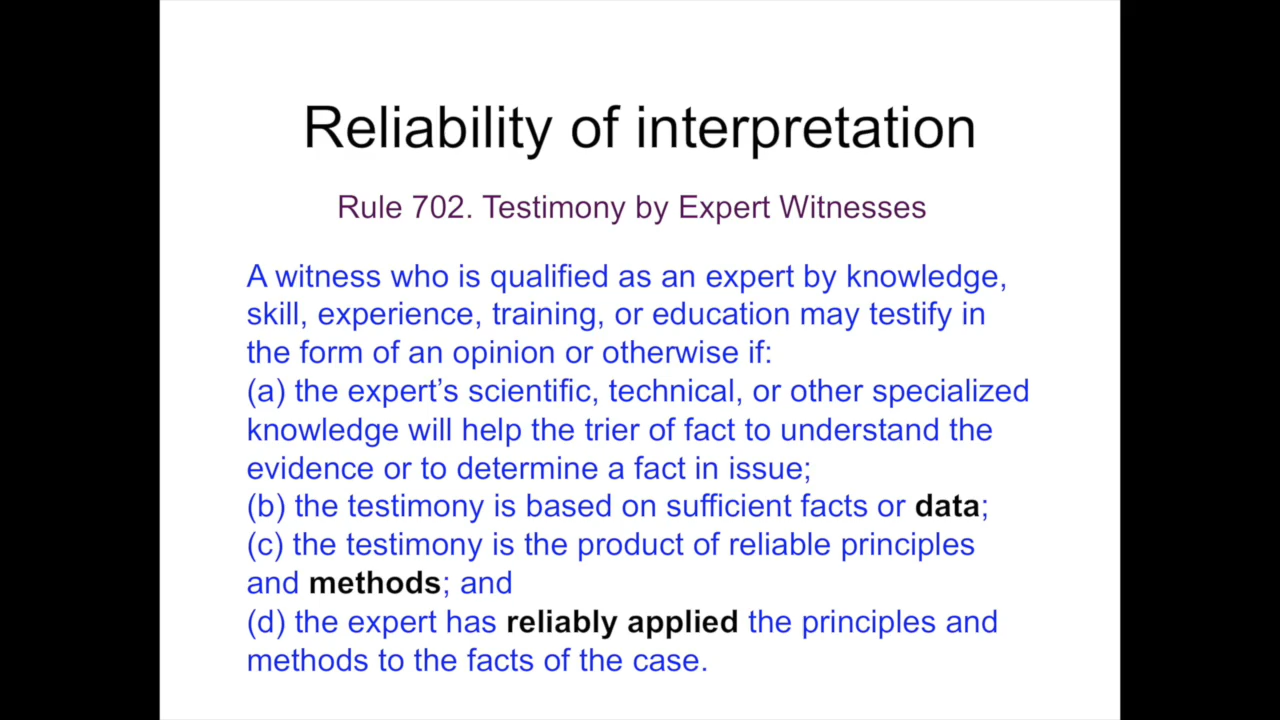 Reliability of interpretation
Rule 702. Testimony by Expert Witnesses
A witness who is qualified as an expert by knowledge,
skill, experience, training, or education may testify in
the form of an opinion or otherwise if:
(a) the expert’s scientific, technical, or other specialized
knowledge will help the trier of fact to understand the
evidence or to determine a fact in issue;
(b) the testimony is based on sufficient facts or data;
(c) the testimony is the product of reliable principles
and methods; and
(d) the expert has reliably applied the principles and
methods to the facts of the case.